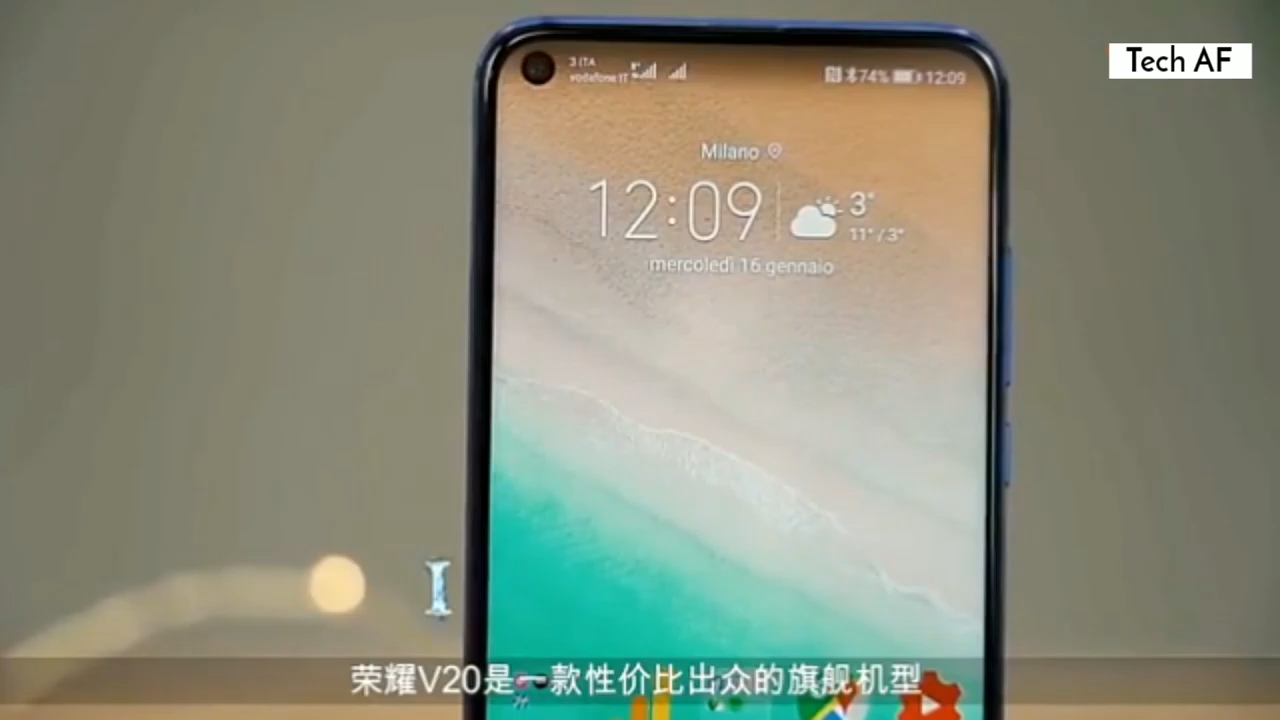 Tech AF
3 ITA
vodafone IT
74% 12:09
Milano
12:09
3°
11° / 3°
mercoledì 16 gennaio
荣耀V20是一款性价比出众的旗舰机型